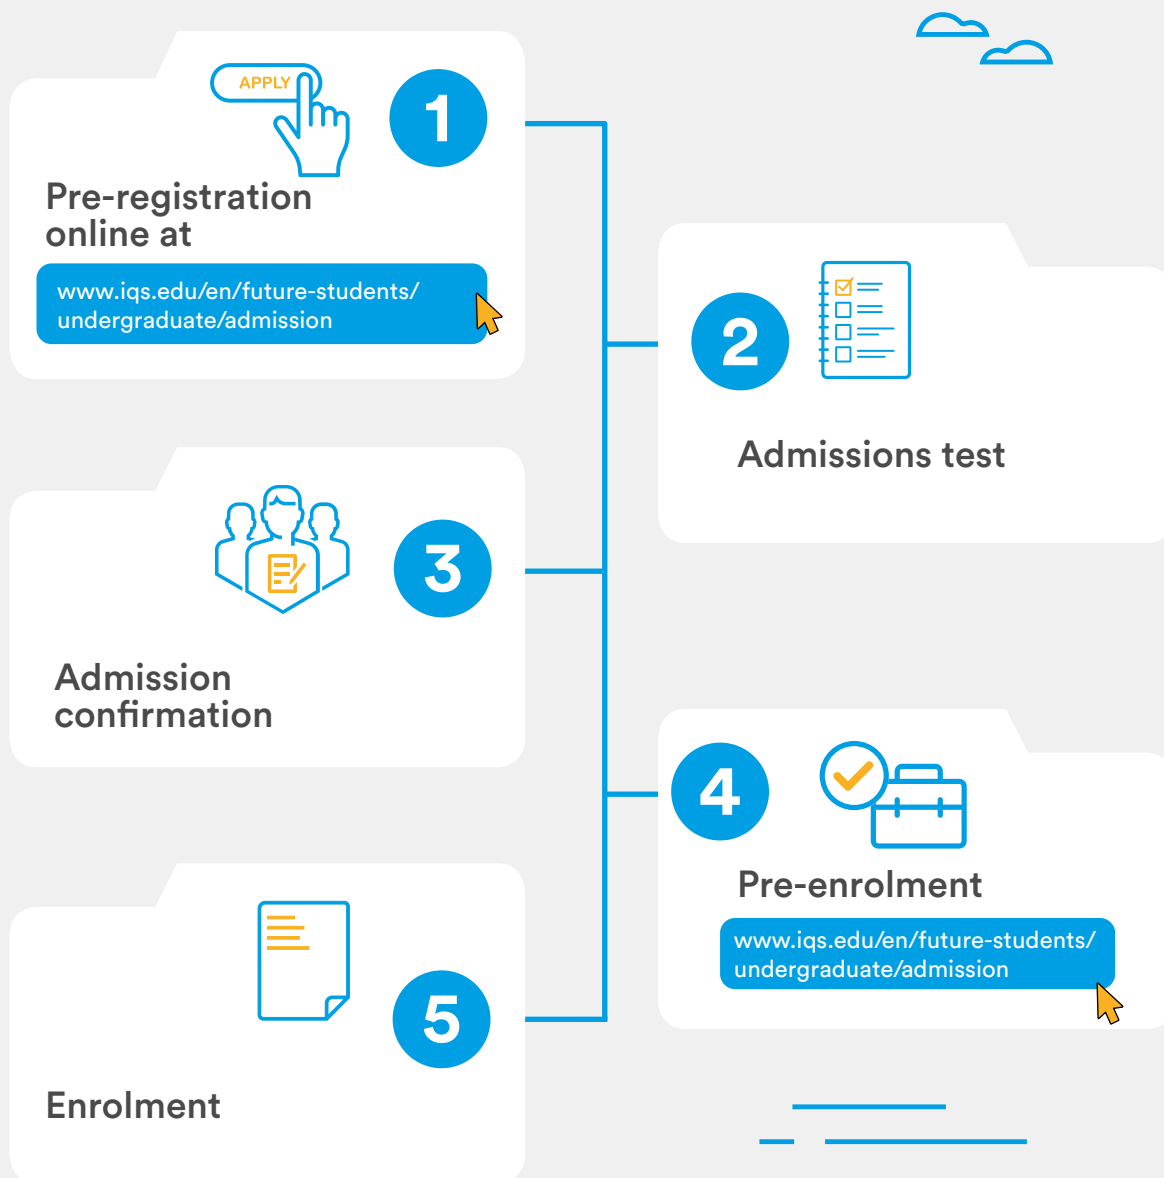 APPLY
1
Pre-registration
online at
www.iqs.edu/en/future-students/
undergraduate/admission
2
Admissions test
3
Admission
confirmation
4
Pre-enrolment
www.iqs.edu/en/future-students/
undergraduate/admission
5
Enrolment